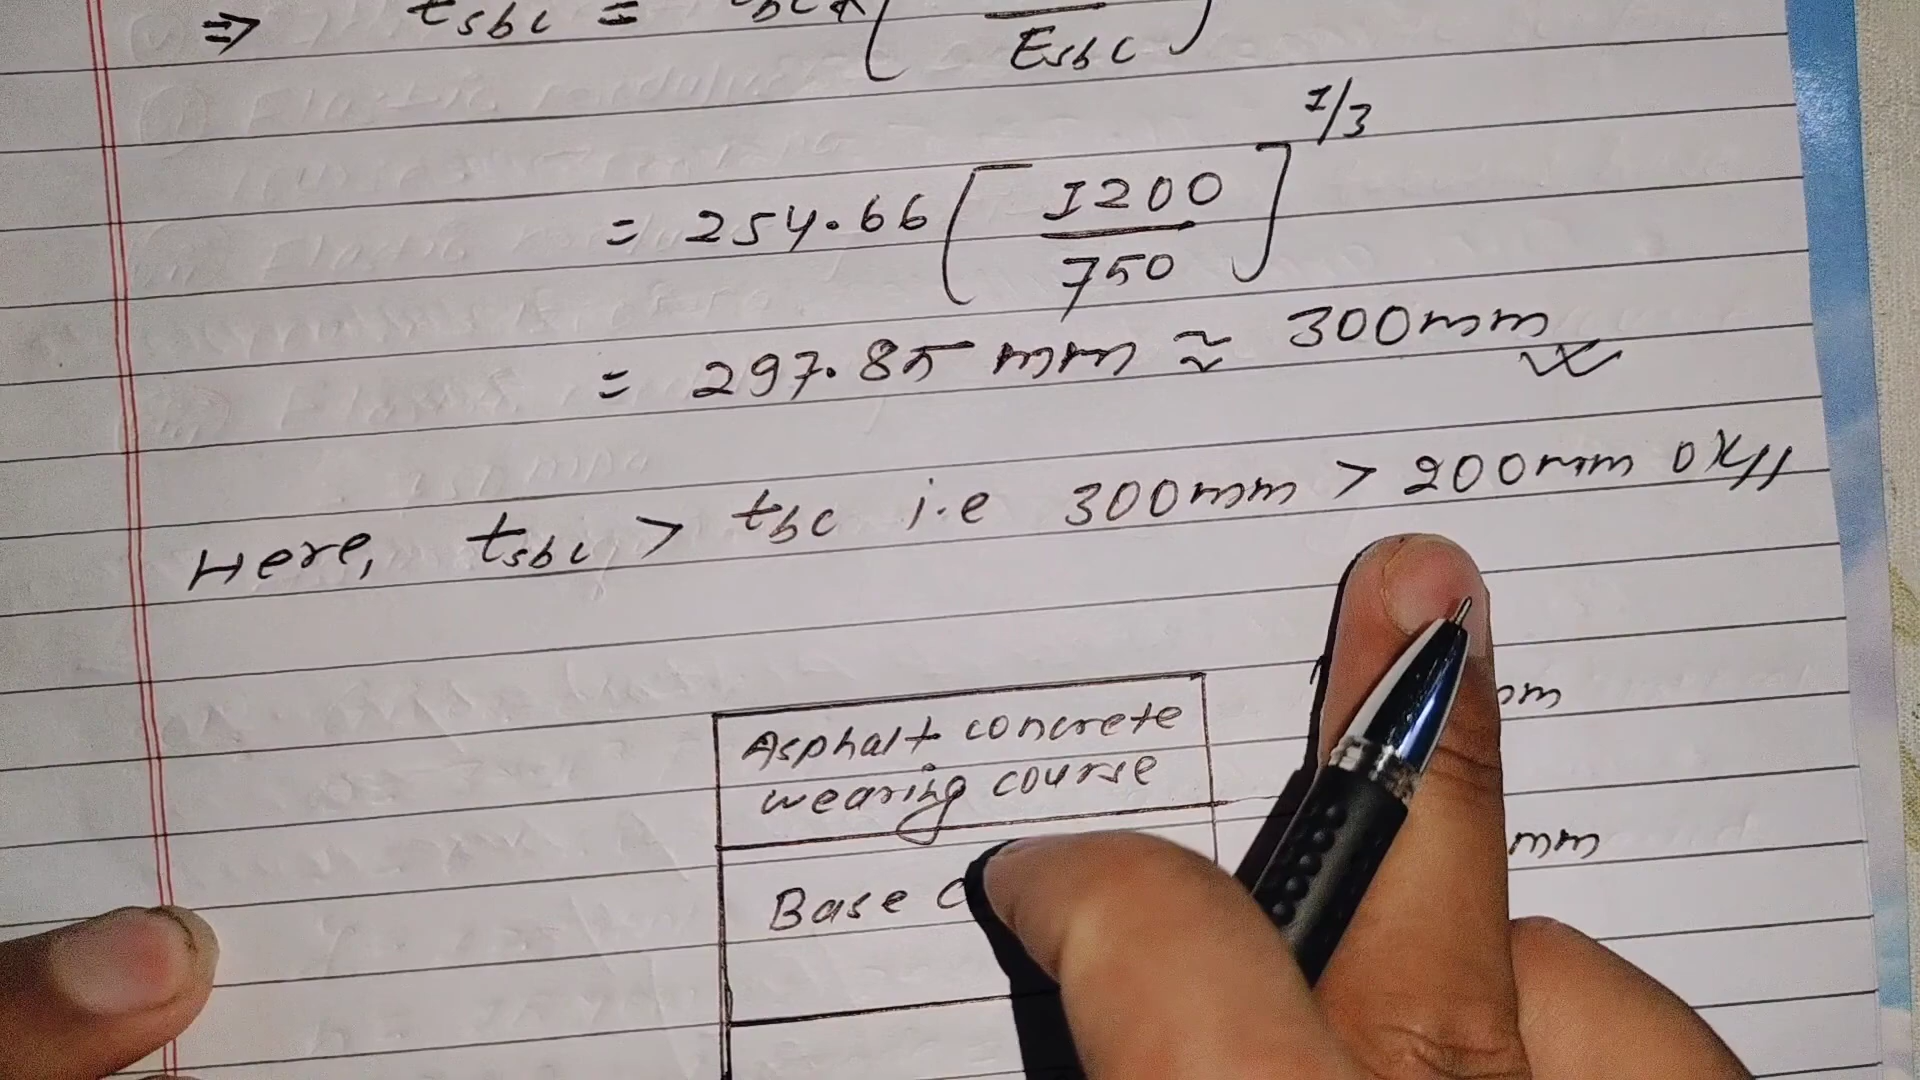 ⇒ tsbc = [ / Esbc ]
= 254.66 [ 1200 / 750 ]^1/3
= 297.85 mm ≈ 300mm
Here, tsbc > tbc i.e 300mm > 200mm OK//
Asphalt concrete
wearing course
mm
Base
mm